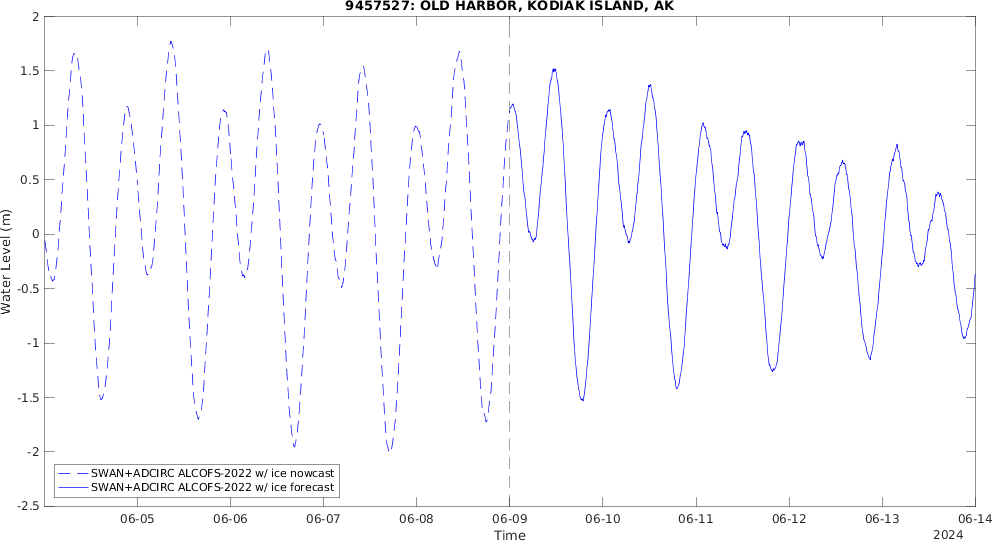 9457527: OLD HARBOR, KODIAK ISLAND, AK
Water Level (m)
2
1.5
1
0.5
0
-0.5
-1
-1.5
-2
-2.5
SWAN+ADCIRC ALCOFS-2022 w/ ice nowcast
SWAN+ADCIRC ALCOFS-2022 w/ ice forecast
06-05 06-06 06-07 06-08 06-09 06-10 06-11 06-12 06-13 06-14
Time
2024